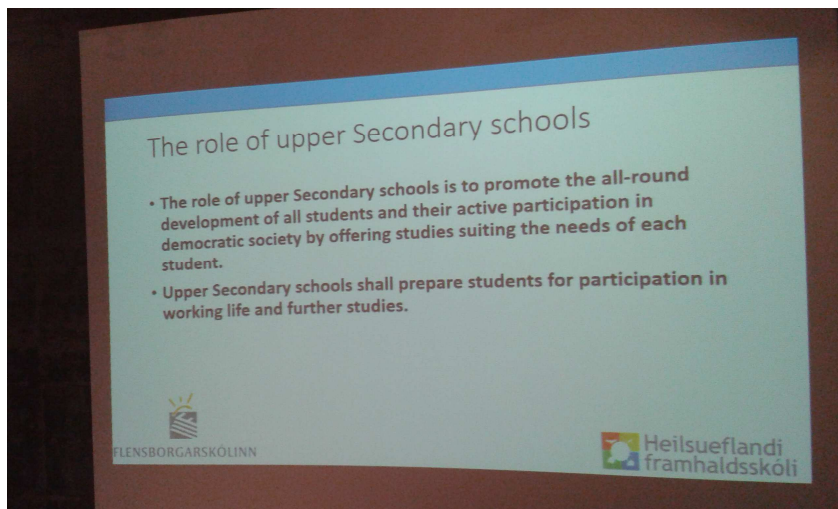 The role of upper Secondary schools
• The role of upper Secondary schools is to promote the all-round
development of all students and their active participation in
democratic society by offering studies suiting the needs of each
student.
• Upper Secondary schools shall prepare students for participation in
working life and further studies.
FLENSBORGARSKÓLINN
Heilsueflandi
framhaldsskóli